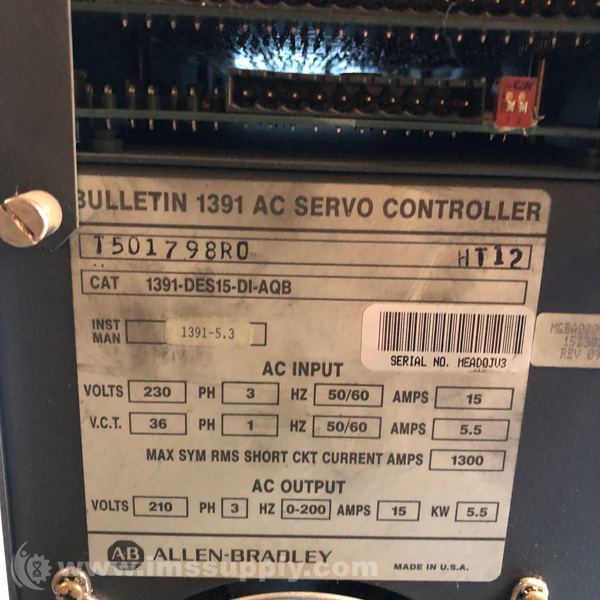 BULLETIN 1391 AC SERVO CONTROLLER
T501798R0 HT12
CAT 1391-DES15-DI-AQB
INST MAN 1391-5.3
SERIAL NO. MEAD0JV3
REV
AC INPUT
VOLTS 230 PH 3 HZ 50/60 AMPS 15
V.C.T. 36 PH 1 HZ 50/60 AMPS 5.5
MAX SYM RMS SHORT CKT CURRENT AMPS 1300
AC OUTPUT
VOLTS 210 PH 3 HZ 0-200 AMPS 15 KW 5.5
AB ALLEN-BRADLEY
MADE IN U.S.A.
www.imssupply.com